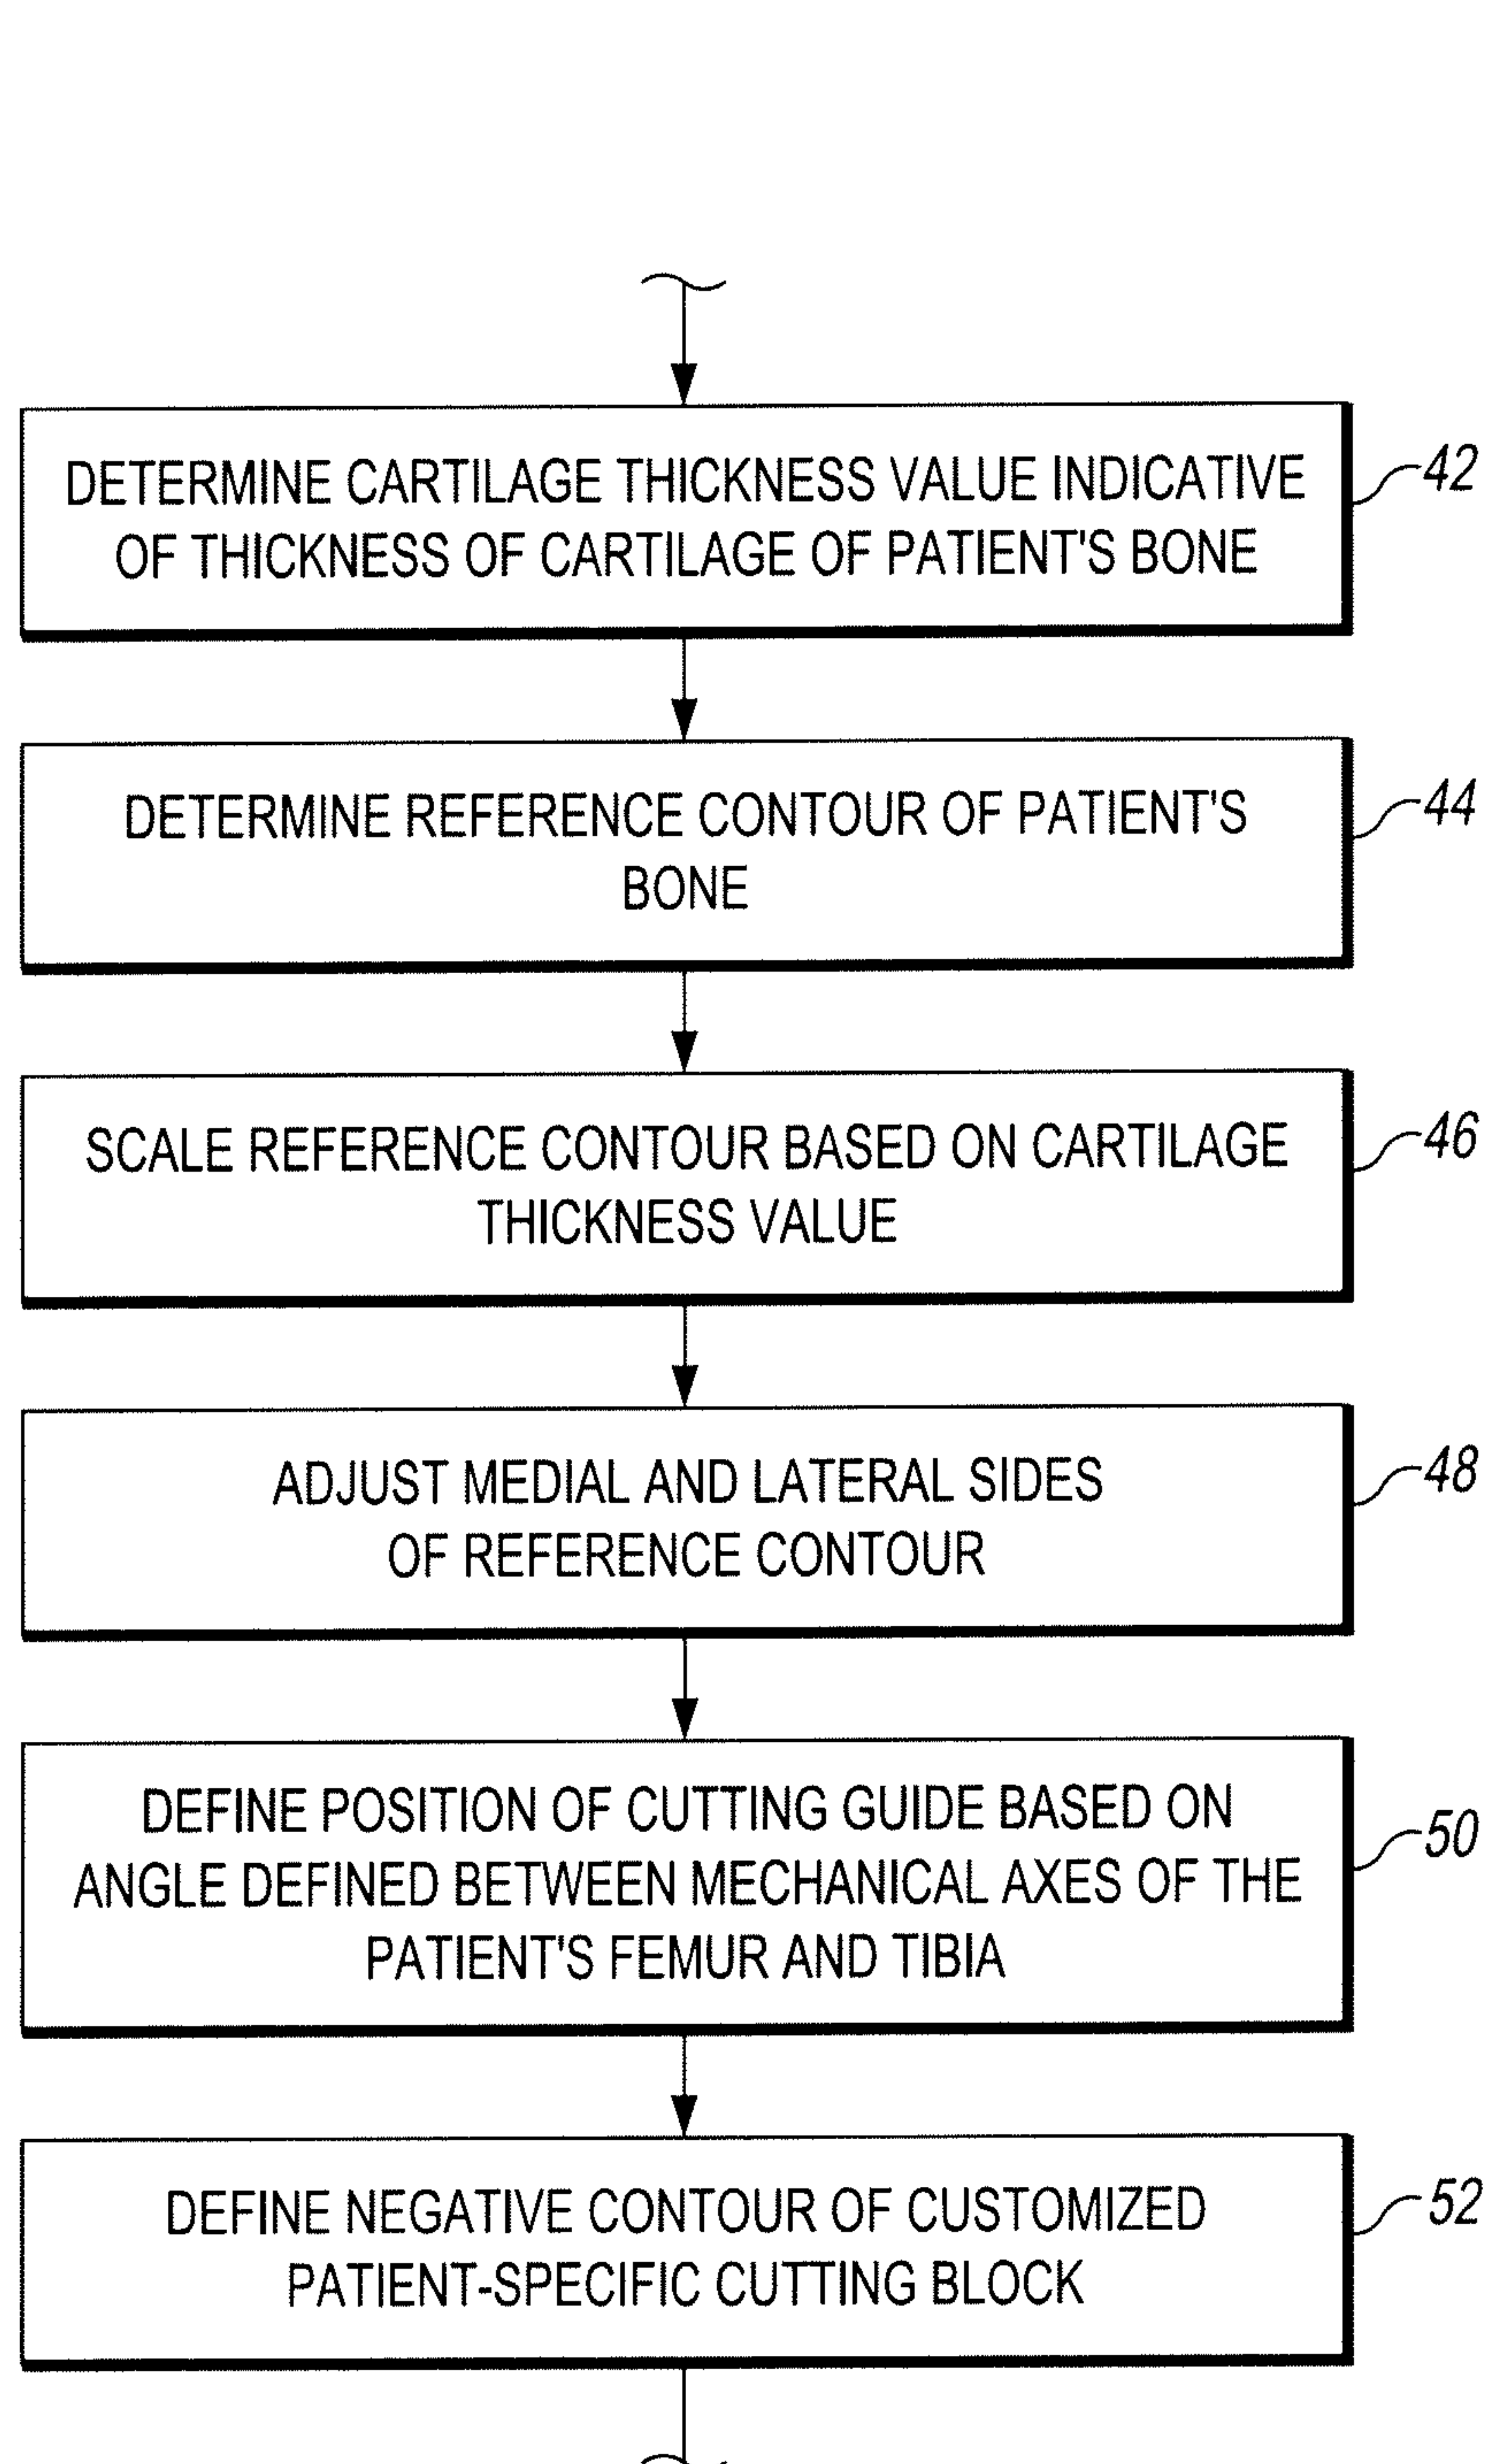 DETERMINE CARTILAGE THICKNESS VALUE INDICATIVE
OF THICKNESS OF CARTILAGE OF PATIENT'S BONE
42
DETERMINE REFERENCE CONTOUR OF PATIENT'S
BONE
44
SCALE REFERENCE CONTOUR BASED ON CARTILAGE
THICKNESS VALUE
46
ADJUST MEDIAL AND LATERAL SIDES
OF REFERENCE CONTOUR
48
DEFINE POSITION OF CUTTING GUIDE BASED ON
ANGLE DEFINED BETWEEN MECHANICAL AXES OF THE
PATIENT'S FEMUR AND TIBIA
50
DEFINE NEGATIVE CONTOUR OF CUSTOMIZED
PATIENT-SPECIFIC CUTTING BLOCK
52